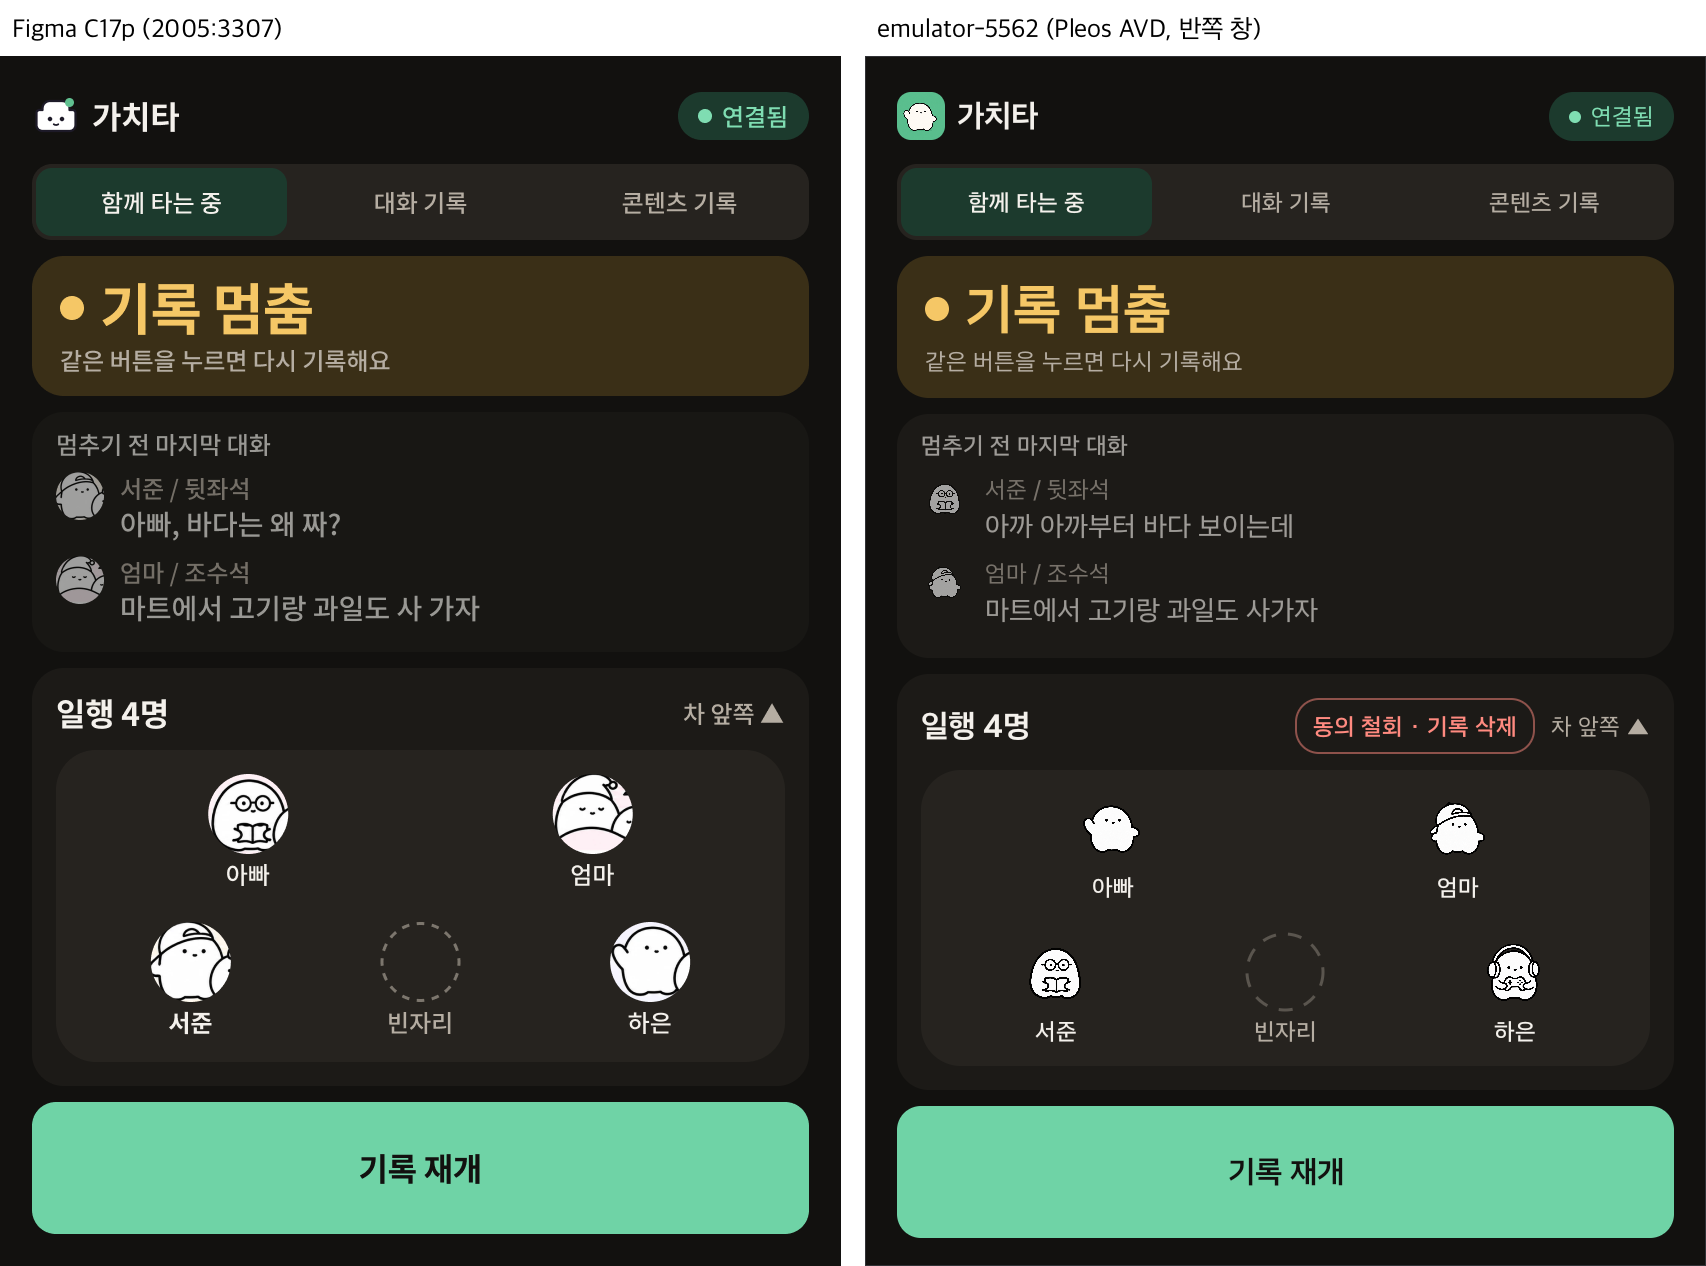 Figma C17p (2005:3307)
가치타
연결됨
함께 타는 중
대화 기록
콘텐츠 기록
기록 멈춤
같은 버튼을 누르면 다시 기록해요
멈추기 전 마지막 대화
서준 / 뒷좌석
아빠, 바다는 왜 짜?
엄마 / 조수석
마트에서 고기랑 과일도 사 가자
일행 4명
차 앞쪽 ▲
아빠
엄마
서준
빈자리
하은
기록 재개
emulator-5562 (Pleos AVD, 반쪽 창)
가치타
연결됨
함께 타는 중
대화 기록
콘텐츠 기록
기록 멈춤
같은 버튼을 누르면 다시 기록해요
멈추기 전 마지막 대화
서준 / 뒷좌석
아까 아까부터 바다 보이는데
엄마 / 조수석
마트에서 고기랑 과일도 사가자
일행 4명
동의 철회 · 기록 삭제
차 앞쪽 ▲
아빠
엄마
서준
빈자리
하은
기록 재개